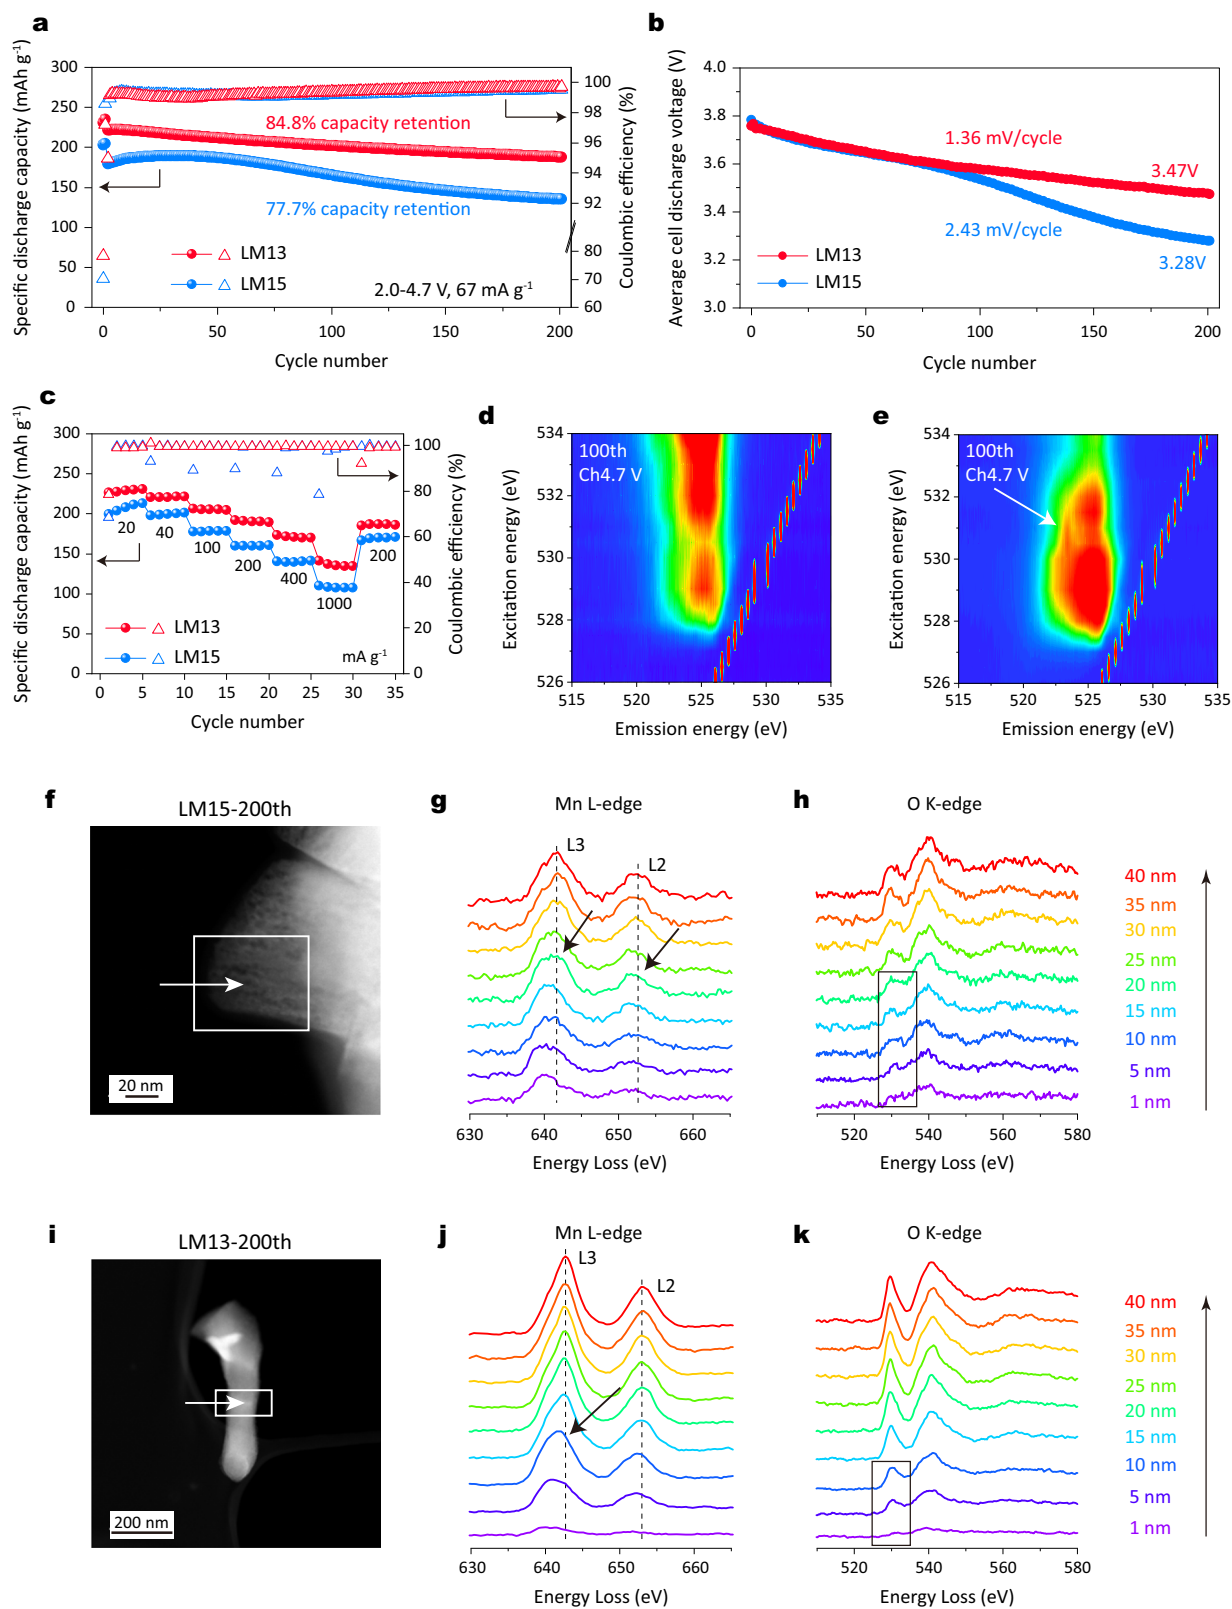 a
300
250
200
150
100
50
0
Specific discharge capacity (mAh g-1)
84.8% capacity retention
77.7% capacity retention
LM13
LM15
2.0-4.7 V, 67 mA g-1
100
98
96
94
92
80
70
60
Coulombic efficiency (%)
0 50 100 150 200
Cycle number
b
4.0
3.8
3.6
3.4
3.2
3.0
Average cell discharge voltage (V)
1.36 mV/cycle
3.47V
2.43 mV/cycle
3.28V
LM13
LM15
0 50 100 150 200
Cycle number
c
300
250
200
150
100
50
0
Specific discharge capacity (mAh g-1)
20
40
100
200
400
1000
200
LM13
LM15
mA g-1
100
80
60
40
20
0
Coulombic efficiency (%)
0 5 10 15 20 25 30 35
Cycle number
d
534
532
530
528
526
Excitation energy (eV)
100th
Ch4.7 V
515 520 525 530 535
Emission energy (eV)
e
534
532
530
528
526
Excitation energy (eV)
100th
Ch4.7 V
515 520 525 530 535
Emission energy (eV)
f
LM15-200th
20 nm
g
Mn L-edge
L3
L2
630 640 650 660
Energy Loss (eV)
h
O K-edge
520 540 560 580
Energy Loss (eV)
40 nm
35 nm
30 nm
25 nm
20 nm
15 nm
10 nm
5 nm
1 nm
i
LM13-200th
200 nm
j
Mn L-edge
L3
L2
630 640 650 660
Energy Loss (eV)
k
O K-edge
520 540 560 580
Energy Loss (eV)
40 nm
35 nm
30 nm
25 nm
20 nm
15 nm
10 nm
5 nm
1 nm